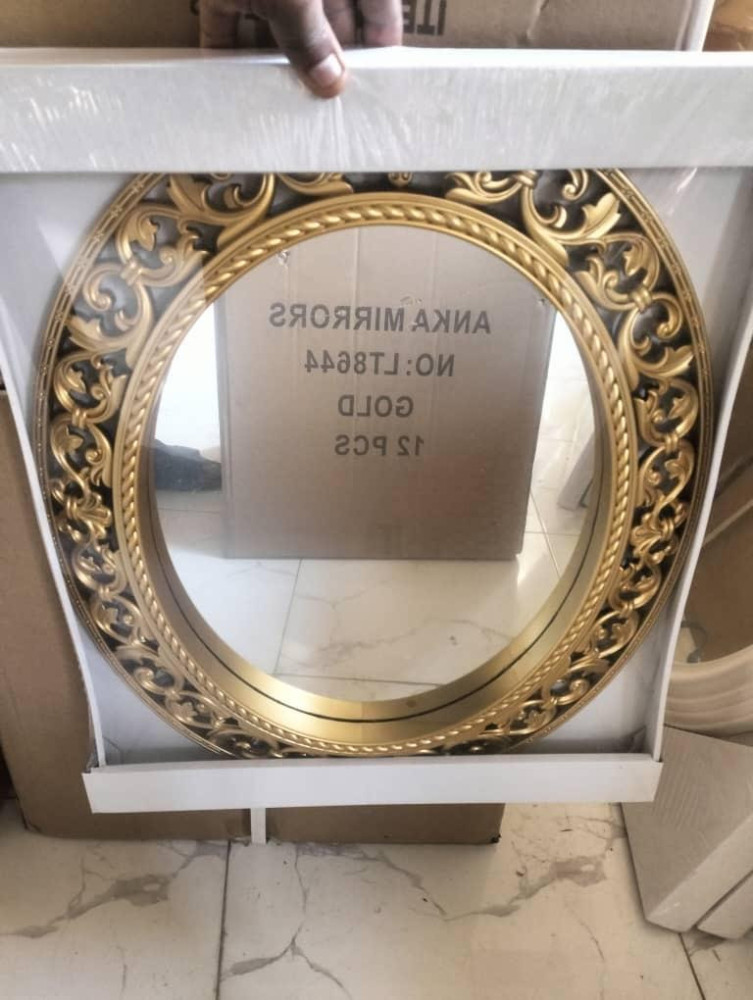 ANKA MIRRORS
NO:LT8644
GOLD
12 PCS